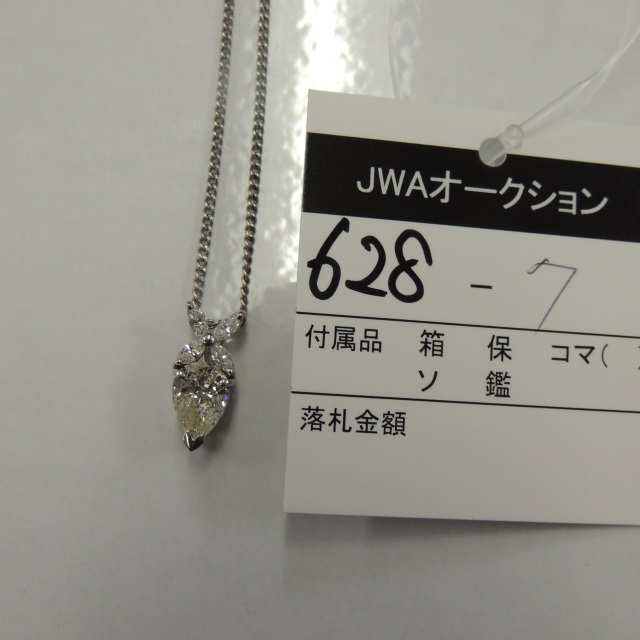 JWAオークション
628 - 7
付属品 箱 保 コマ(
ソ 鑑
落札金額